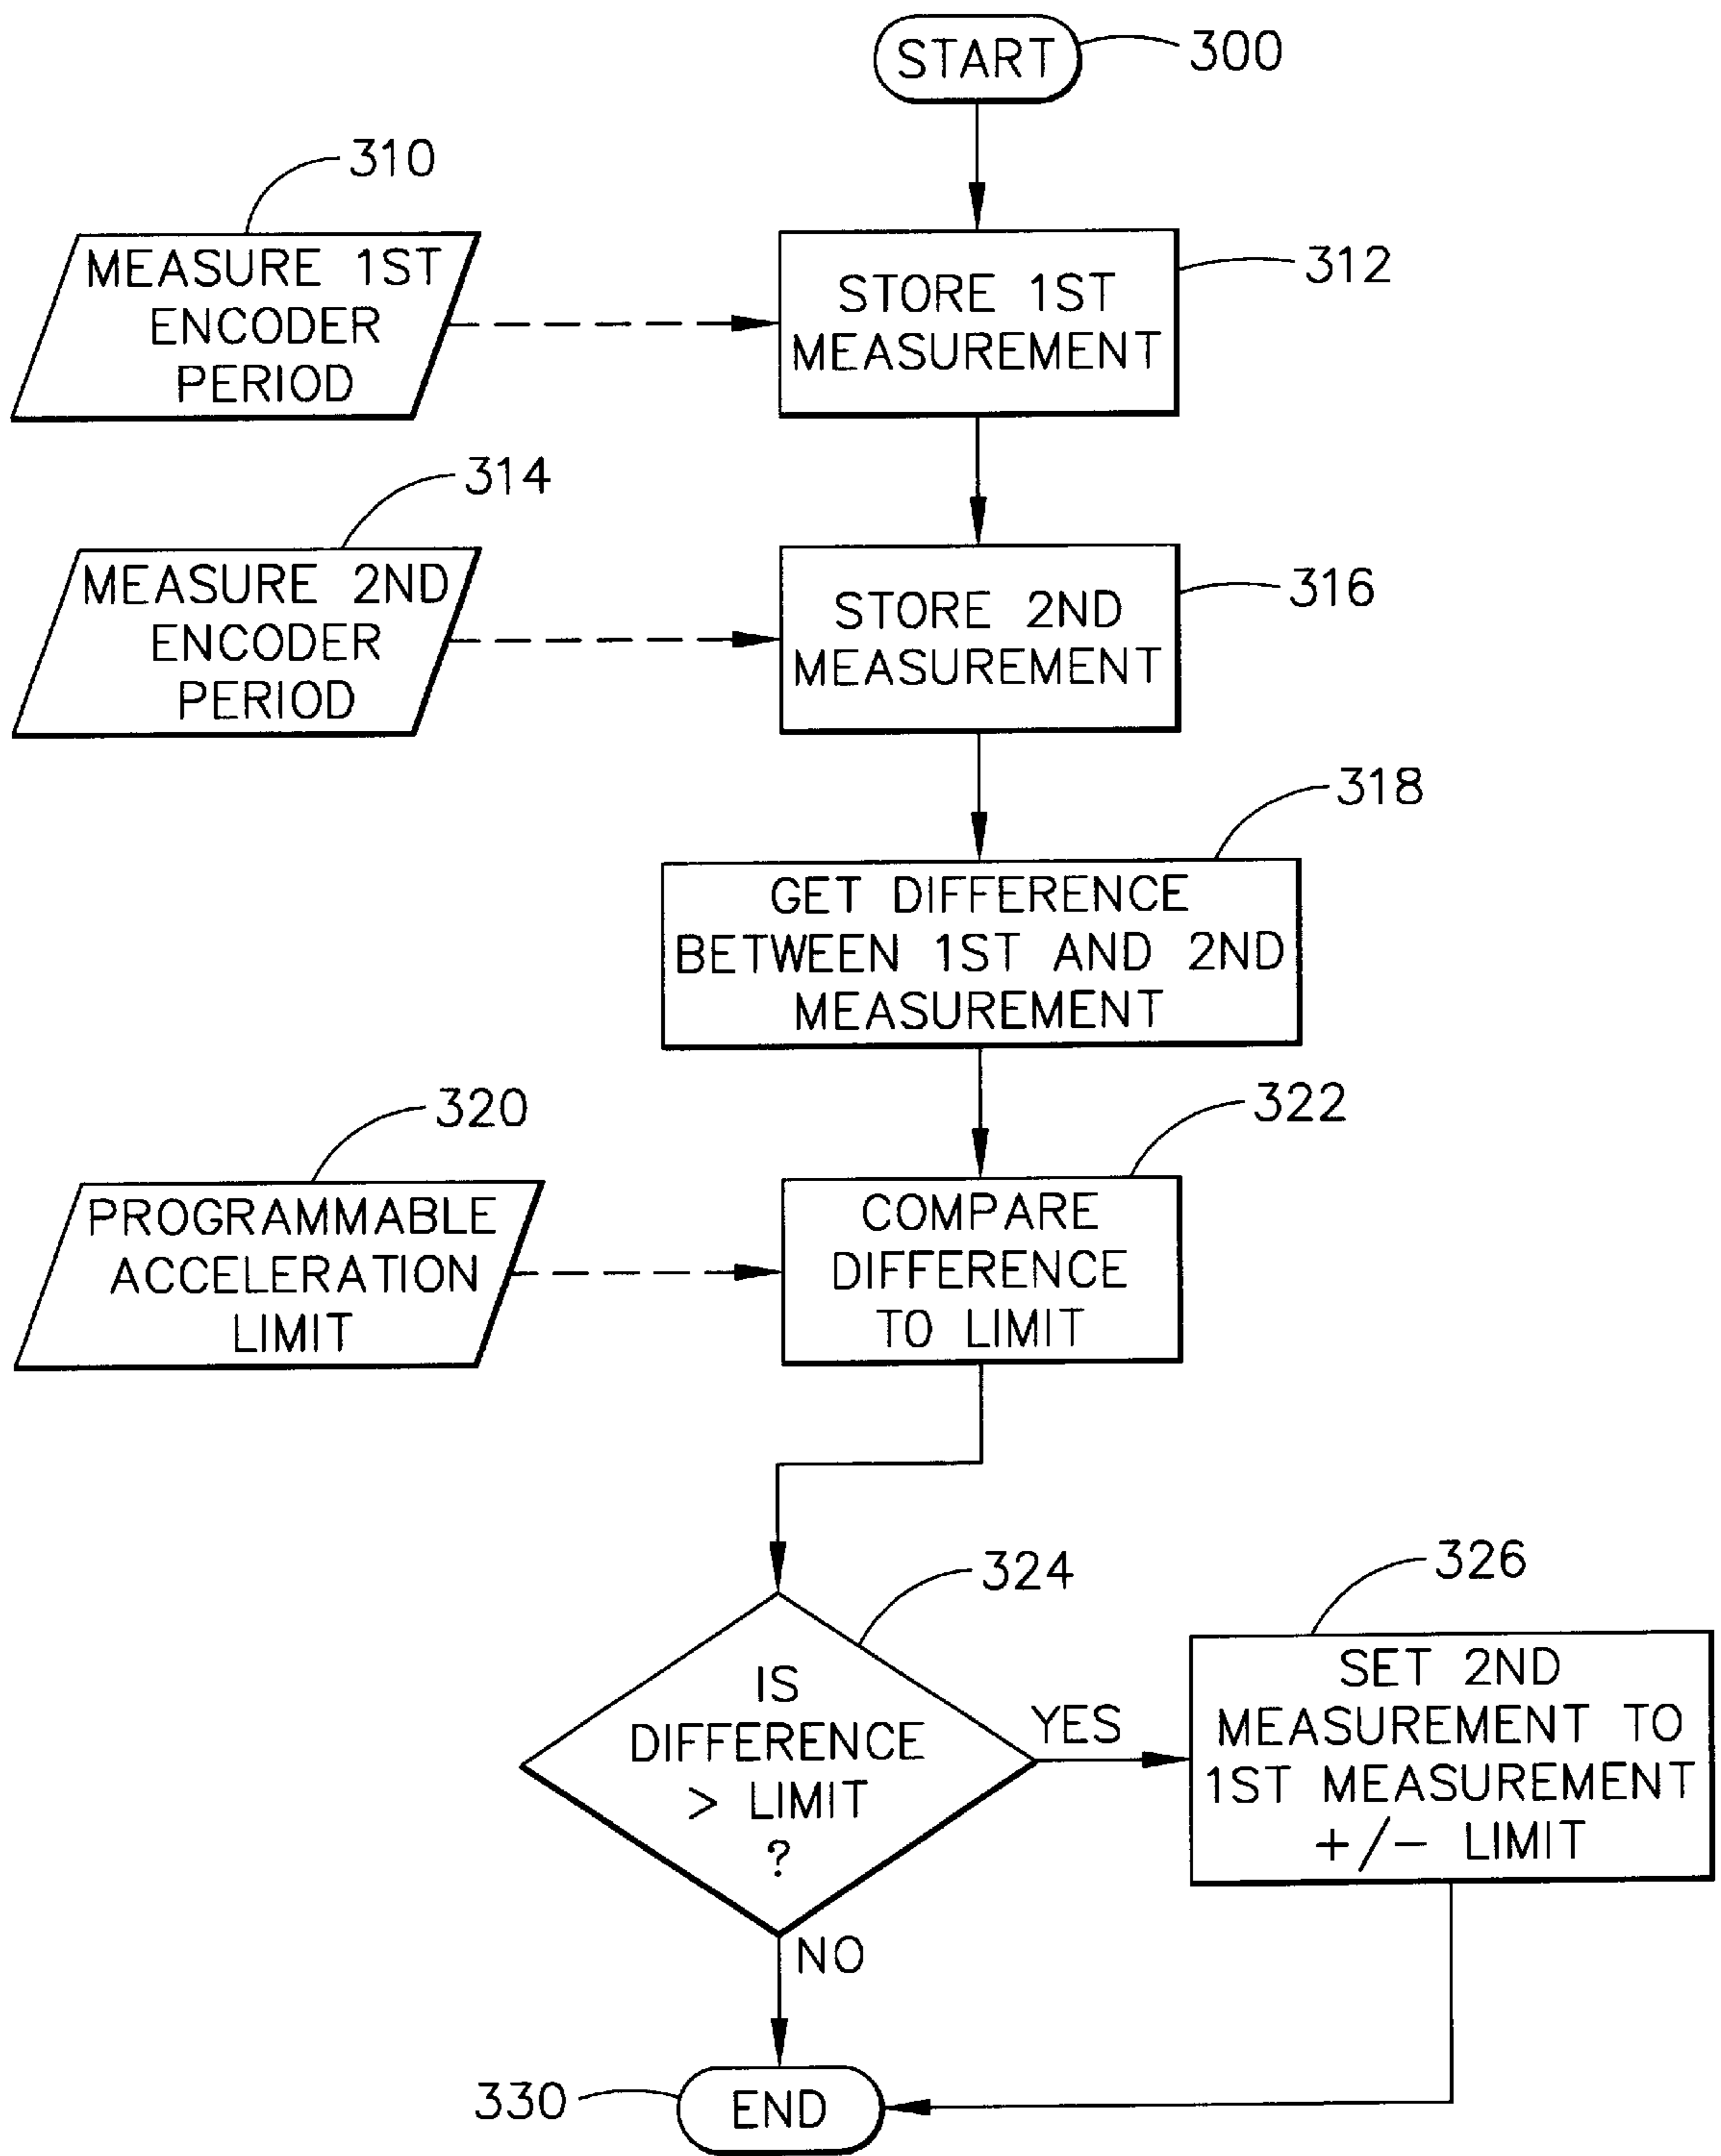 START
300
310
MEASURE 1ST
ENCODER
PERIOD
312
STORE 1ST
MEASUREMENT
314
MEASURE 2ND
ENCODER
PERIOD
316
STORE 2ND
MEASUREMENT
318
GET DIFFERENCE
BETWEEN 1ST AND 2ND
MEASUREMENT
320
PROGRAMMABLE
ACCELERATION
LIMIT
322
COMPARE
DIFFERENCE
TO LIMIT
324
IS
DIFFERENCE
> LIMIT
?
YES
326
SET 2ND
MEASUREMENT TO
1ST MEASUREMENT
+/- LIMIT
NO
330
END